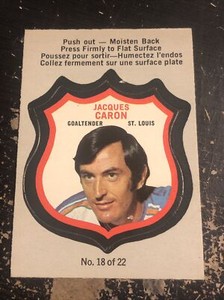 Push out — Moisten Back
Press Firmly to Flat Surface
Poussez pour sortir—Humectez l'endos
Collez fermement sur une surface plate
JACQUES
CARON
GOALTENDER ST. LOUIS
No. 18 of 22